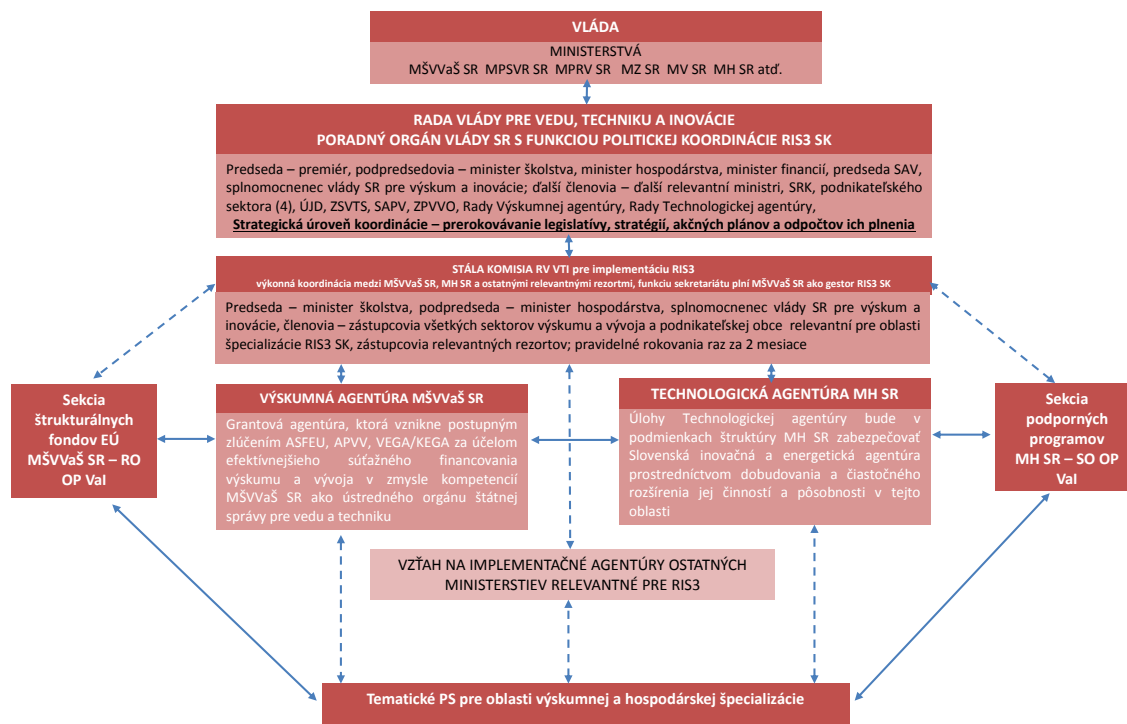 VLÁDA
MINISTERSTVÁ
MŠVVaŠ SR MPSVR SR MPRV SR MZ SR MV SR MH SR atď.
RADA VLÁDY PRE VEDU, TECHNIKU A INOVÁCIE
PORADNÝ ORGÁN VLÁDY SR S FUNKCIOU POLITICKEJ KOORDINÁCIE RIS3 SK
Predseda – premiér, podpredsedovia – minister školstva, minister hospodárstva, minister financií, predseda SAV,
splnomocnenec vlády SR pre výskum a inovácie; ďalší členovia – ďalší relevantní ministri, SRK, podnikateľského
sektora (4), ÚJD, ZSVTS, SAPV, ZPVVO, Rady Výskumnej agentúry, Rady Technologickej agentúry,
Strategická úroveň koordinácie – prerokovávanie legislatívy, stratégií, akčných plánov a odpočtov ich plnenia
STÁLA KOMISIA RV VTI pre implementáciu RIS3
výkonná koordinácia medzi MŠVVaŠ SR, MH SR a ostatnými relevantnými rezortmi, funkciu sekretariátu plní MŠVVaŠ SR ako gestor RIS3 SK
Predseda – minister školstva, podpredseda – minister hospodárstva, splnomocnenec vlády SR pre výskum a
inovácie, členovia – zástupcovia všetkých sektorov výskumu a vývoja a podnikateľskej obce relevantní pre oblasti
špecializácie RIS3 SK, zástupcovia relevantných rezortov; pravidelné rokovania raz za 2 mesiace
Sekcia
štrukturálnych
fondov EÚ
MŠVVaŠ SR – RO
OP VaI
VÝSKUMNÁ AGENTÚRA MŠVVaŠ SR
Grantová agentúra, ktorá vznikne postupným
zlúčením ASFEU, APVV, VEGA/KEGA za účelom
efektívnejšieho súťažného financovania
výskumu a vývoja v zmysle kompetencií
MŠVVaŠ SR ako ústredného orgánu štátnej
správy pre vedu a techniku
TECHNOLOGICKÁ AGENTÚRA MH SR
Úlohy Technologickej agentúry bude v
podmienkach štruktúry MH SR zabezpečovať
Slovenská inovačná a energetická agentúra
prostredníctvom dobudovania a čiastočného
rozšírenia jej činností a pôsobnosti v tejto
oblasti
Sekcia
podporných
programov
MH SR – SO OP
VaI
VZŤAH NA IMPLEMENTAČNÉ AGENTÚRY OSTATNÝCH
MINISTERSTIEV RELEVANTNÉ PRE RIS3
Tematické PS pre oblasti výskumnej a hospodárskej špecializácie